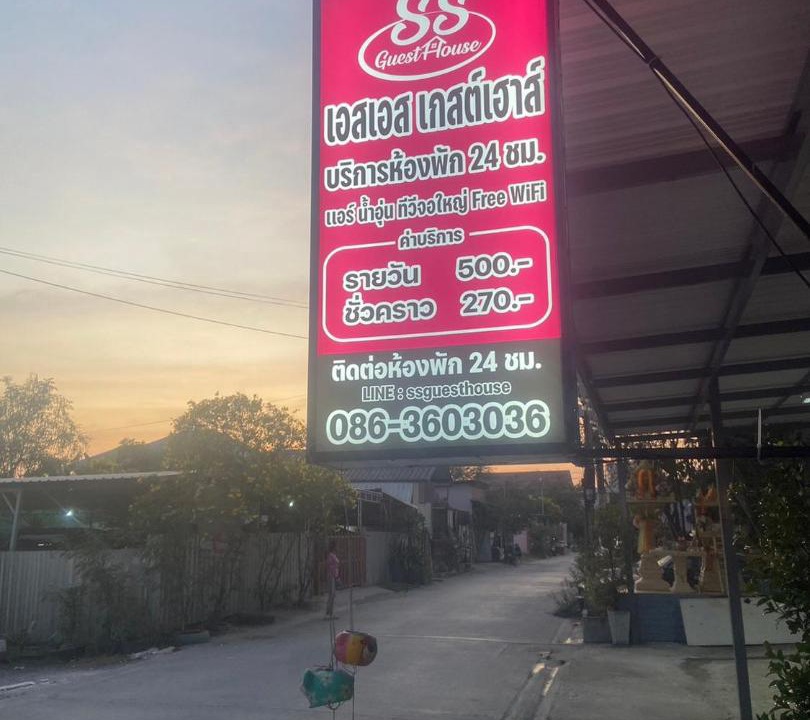 SS
GuestHouse
เอสเอส เกสต์เฮาส์
บริการห้องพัก 24 ชม.
แอร์ น้ำอุ่น ทีวีจอใหญ่ Free WiFi
ค่าบริการ
รายวัน 500.-
ชั่วคราว 270.-
ติดต่อห้องพัก 24 ชม.
LINE : ssguesthouse
086-3603036